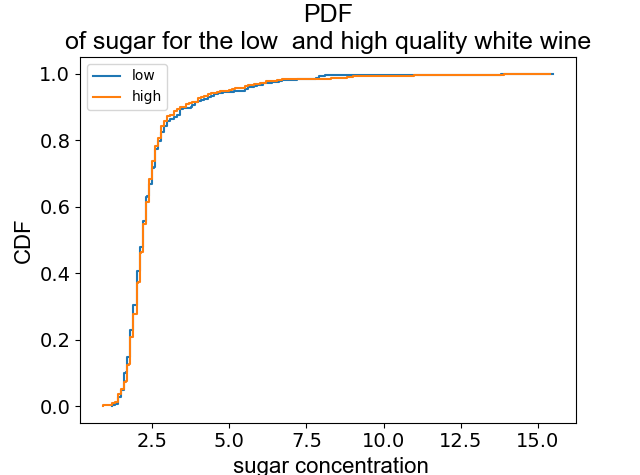 PDF
of sugar for the low  and high quality white wine
low
high
CDF
1.0
0.8
0.6
0.4
0.2
0.0
2.5 5.0 7.5 10.0 12.5 15.0
sugar concentration